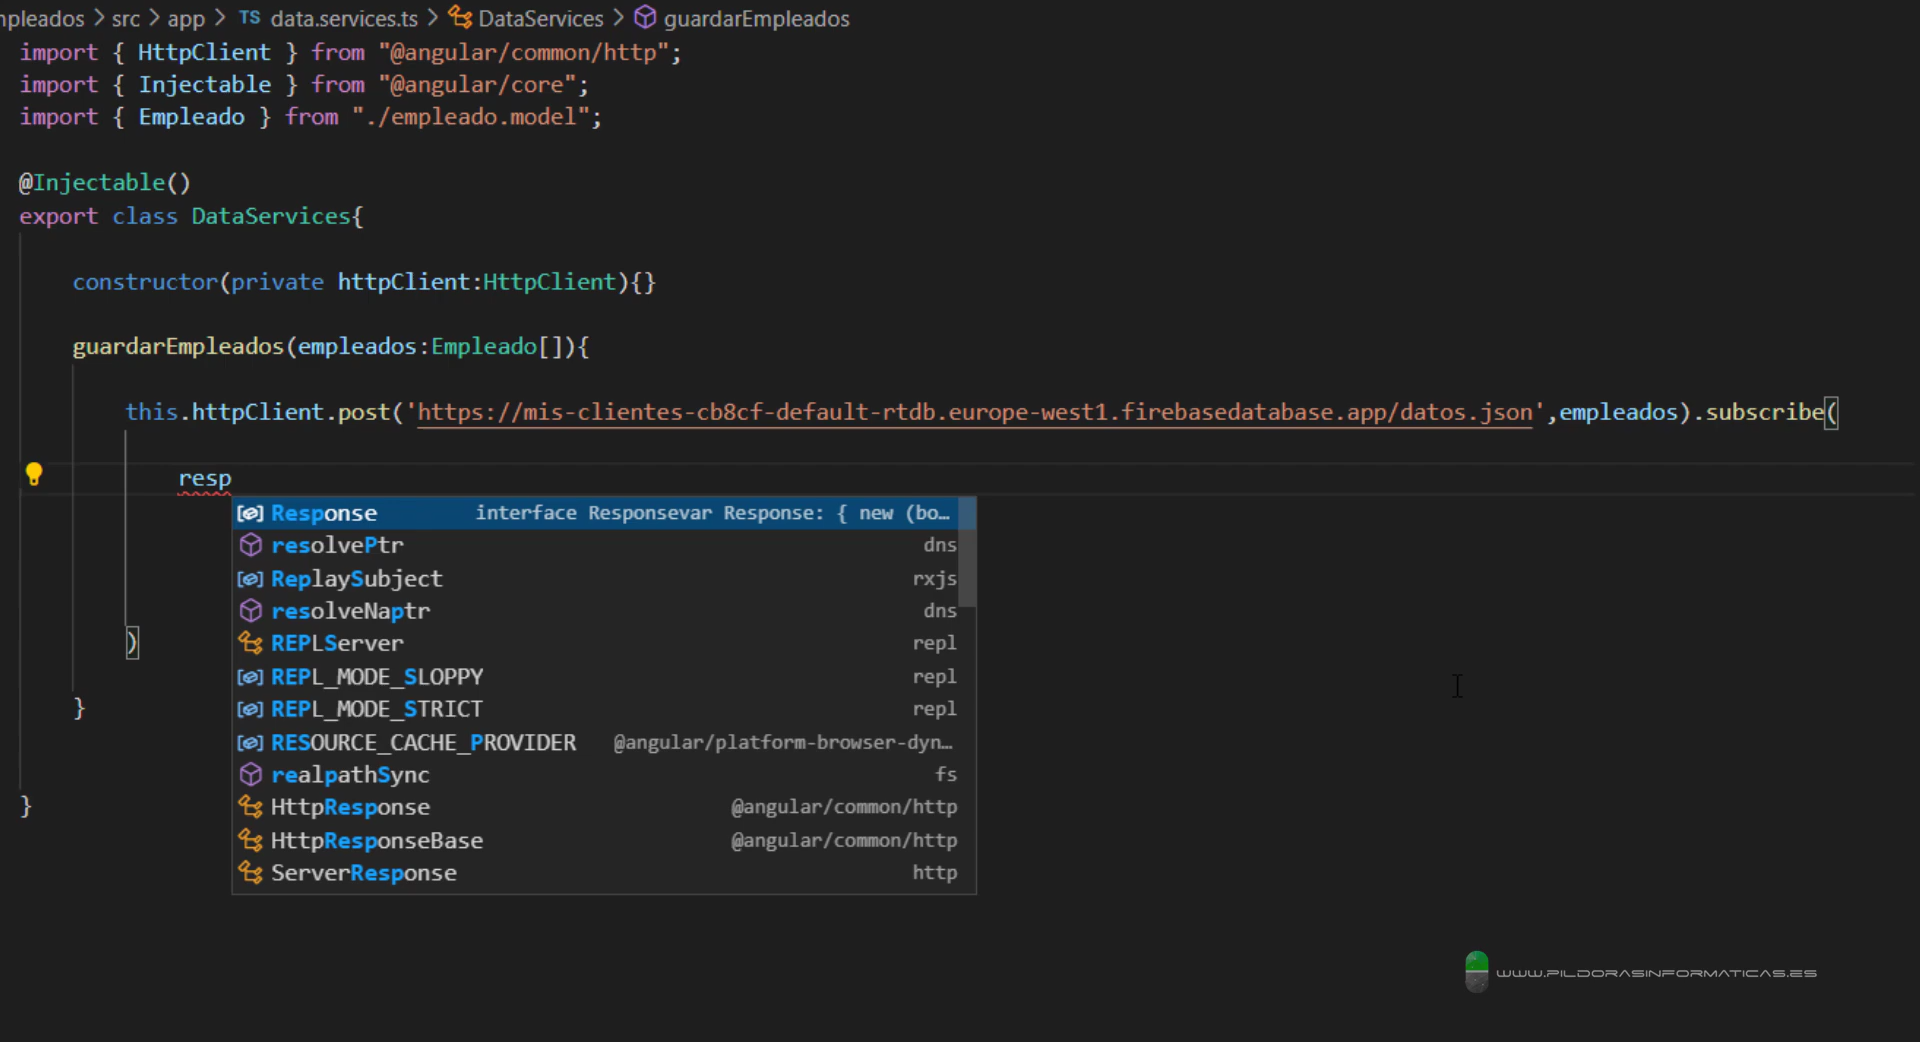 mpleados > src > app > TS data.services.ts > DataServices > guardarEmpleados
import { HttpClient } from "@angular/common/http";
import { Injectable } from "@angular/core";
import { Empleado } from "./empleado.model";
@Injectable()
export class DataServices{
constructor(private httpClient:HttpClient){}
guardarEmpleados(empleados:Empleado[]){
this.httpClient.post('https://mis-clientes-cb8cf-default-rtdb.europe-west1.firebasedatabase.app/datos.json',empleados).subscribe(
resp
Response interface Responsevar Response: { new (bo…
resolvePtr dns
ReplaySubject rxjs
resolveNaptr dns
REPLServer repl
REPL_MODE_SLOPPY repl
REPL_MODE_STRICT repl
RESOURCE_CACHE_PROVIDER @angular/platform-browser-dyn…
realpathSync fs
HttpResponse @angular/common/http
HttpResponseBase @angular/common/http
ServerResponse http
)
}
}
WWW.PILDORASINFORMATICAS.ES